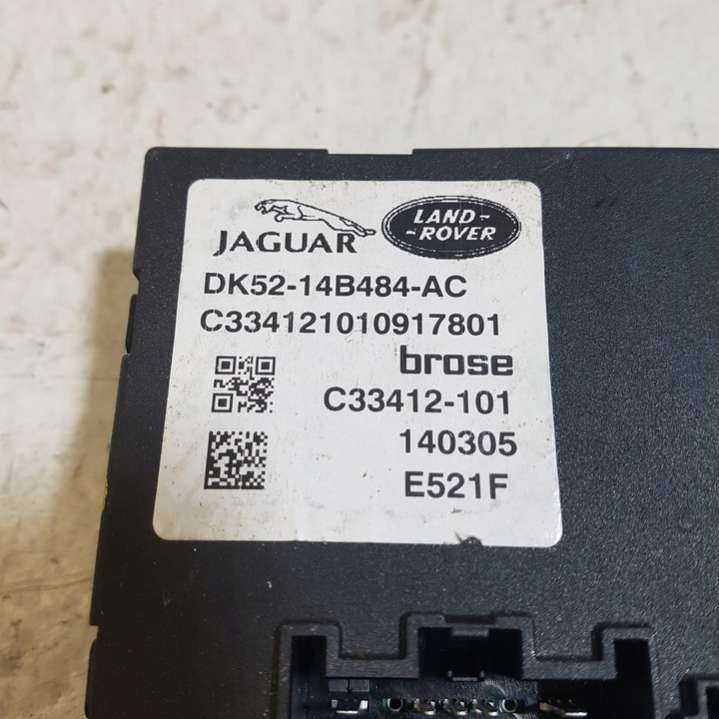 JAGUAR
LAND-
-ROVER
DK52-14B484-AC
C334121010917801
brose
C33412-101
140305
E521F